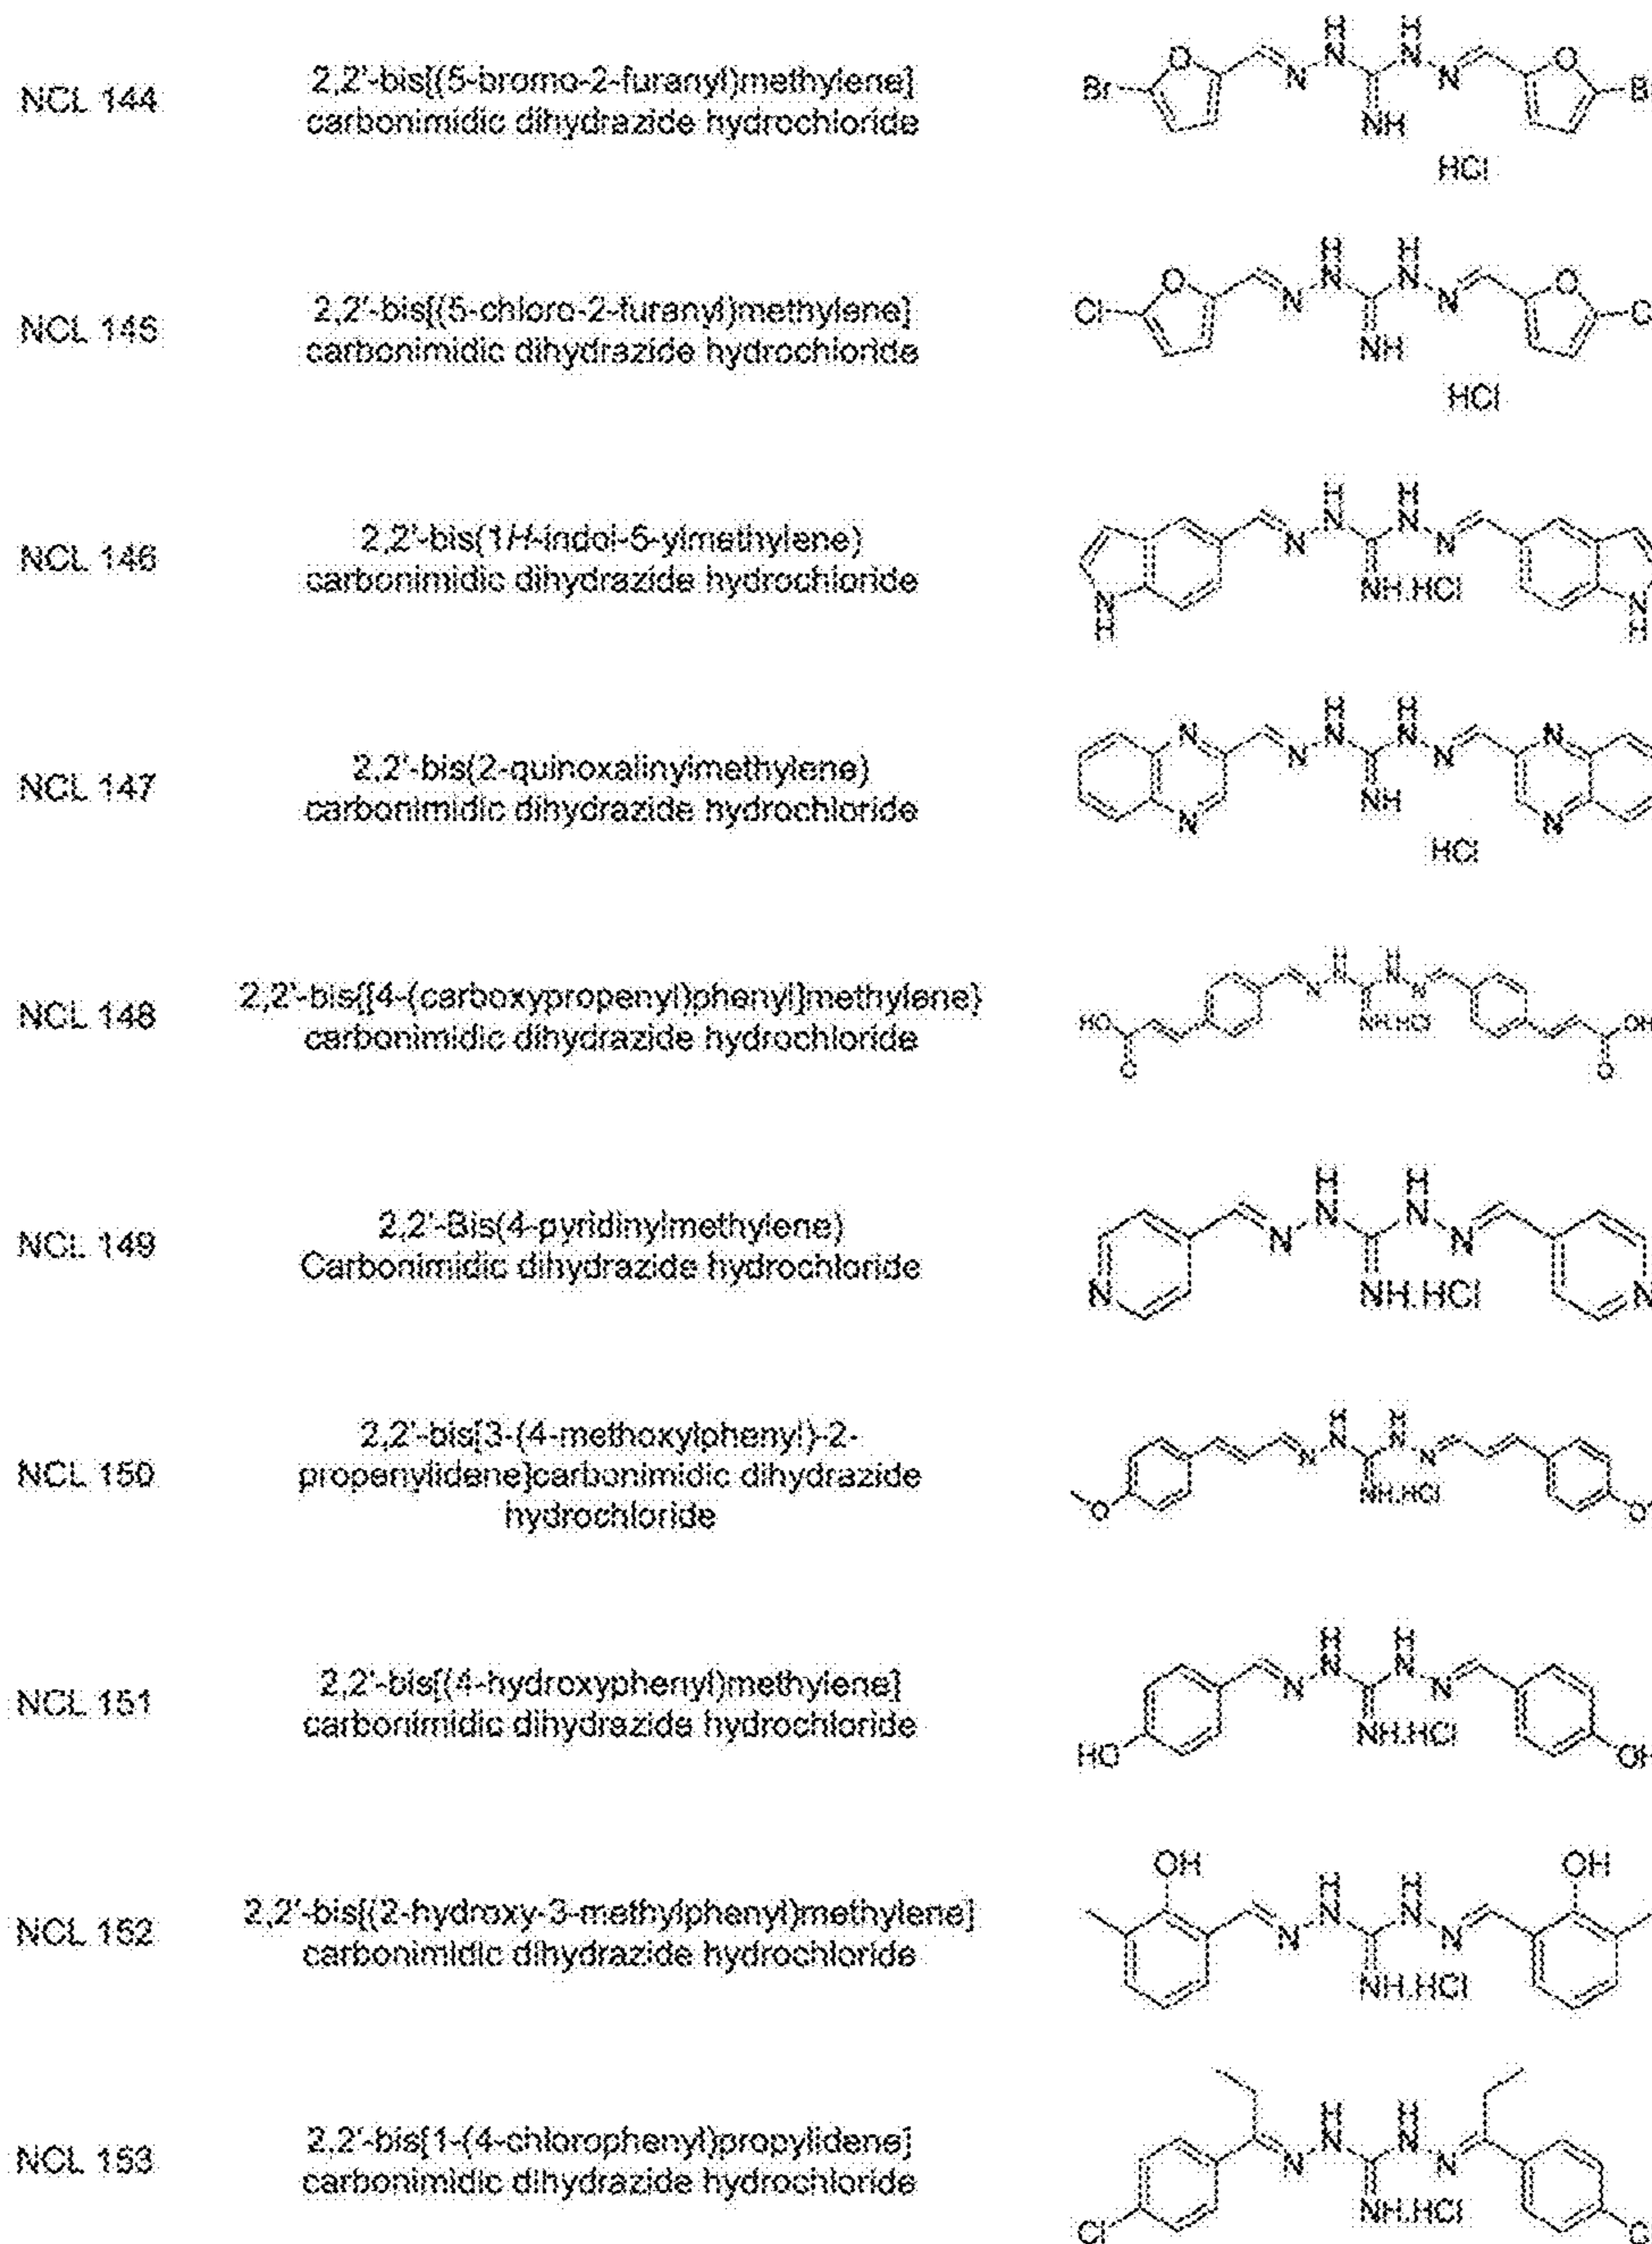 NCL 144
2,2'-bis[(5-bromo-2-furanyl)methylene]
carbonimidic dihydrazide hydrochloride
Br O N H N H N N O B
NH
HCl
NCL 145
2,2'-bis[(5-chloro-2-furanyl)methylene]
carbonimidic dihydrazide hydrochloride
Cl O N H N H N N O C
NH
HCl
NCL 146
2,2'-bis(1H-indol-5-ylmethylene)
carbonimidic dihydrazide hydrochloride
N H N H N N
NH.HCl
N H N H
NCL 147
2,2'-bis(2-quinoxalinylmethylene)
carbonimidic dihydrazide hydrochloride
N N H N H N N N
NH
N N
HCl
NCL 148
2,2'-bis{[4-(carboxypropenyl)phenyl]methylene}
carbonimidic dihydrazide hydrochloride
N H N H N N
HO NH.HCl OH
O O
NCL 149
2,2'-Bis(4-pyridinylmethylene)
Carbonimidic dihydrazide hydrochloride
N H N H N N
N NH.HCl N
NCL 150
2,2'-bis[3-(4-methoxylphenyl)-2-
propenylidene]carbonimidic dihydrazide
hydrochloride
N H N H N N
O NH.HCl O
NCL 151
2,2'-bis[(4-hydroxyphenyl)methylene]
carbonimidic dihydrazide hydrochloride
N H N H N N
HO NH.HCl OH
NCL 152
2,2'-bis[(2-hydroxy-3-methylphenyl)methylene]
carbonimidic dihydrazide hydrochloride
OH OH
N H N H N N
NH.HCl
NCL 153
2,2'-bis[1-(4-chlorophenyl)propylidene]
carbonimidic dihydrazide hydrochloride
N H N H N N
Cl NH.HCl C